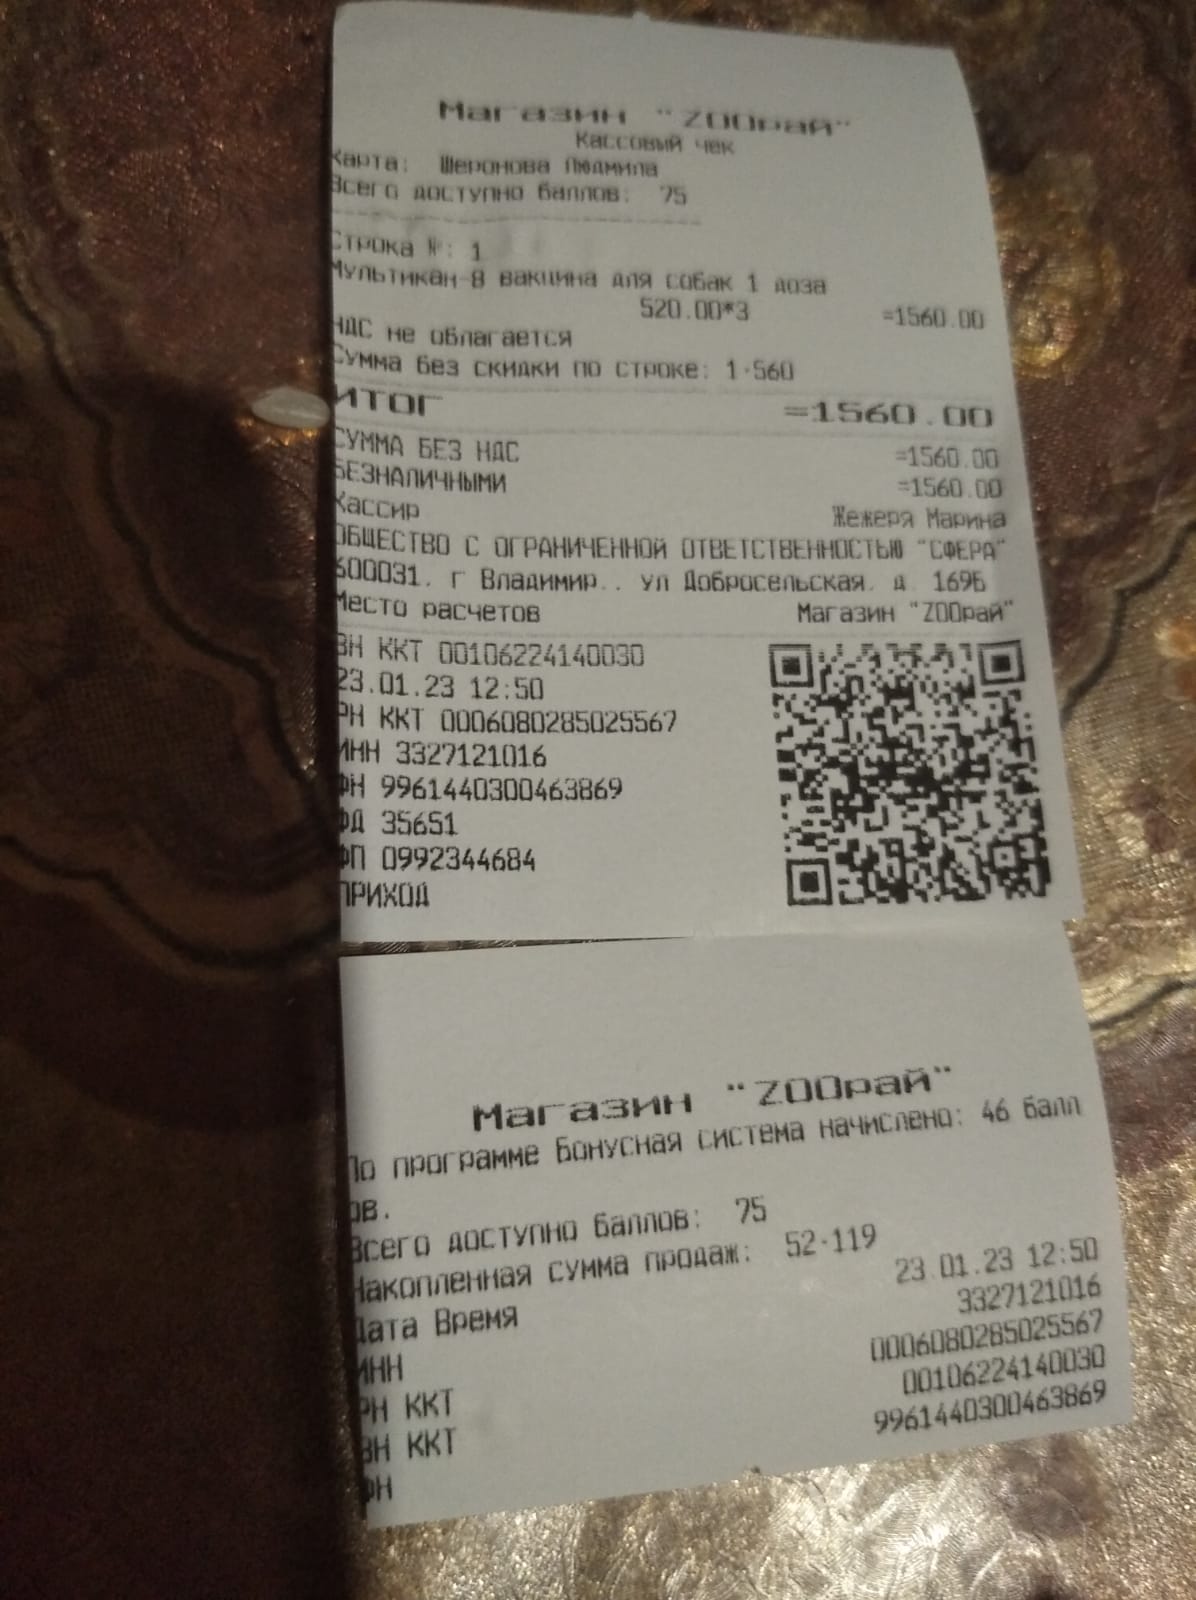 Магазин "ZOOрай"
Кассовый чек
Карта: Шеронова Людмила
Всего доступно баллов: 75
Строка №: 1
Мультикан-8 вакцина для собак 1 доза
520.00*3 =1560.00
НДС не облагается
Сумма без скидки по строке: 1·560
ИТОГ =1560.00
СУММА БЕЗ НДС =1560.00
БЕЗНАЛИЧНЫМИ =1560.00
Кассир Жежеря Марина
ОБЩЕСТВО С ОГРАНИЧЕННОЙ ОТВЕТСТВЕННОСТЬЮ "СФЕРА"
600031, г Владимир,, ул Добросельская, д 169Б
Место расчетов Магазин "ZOOрай"
ЗН ККТ 00106224140030
23.01.23 12:50
РН ККТ 0006080285025567
ИНН 3327121016
ФН 9961440300463869
ФД 35651
ФП 0992344684
ПРИХОД
Магазин "ZOOрай"
По программе Бонусная система начислено: 46 балл
ов.
Всего доступно баллов: 75
Накопленная сумма продаж: 52·119
Дата Время 23.01.23 12:50
ИНН 3327121016
РН ККТ 0006080285025567
ЗН ККТ 00106224140030
ФН 9961440300463869